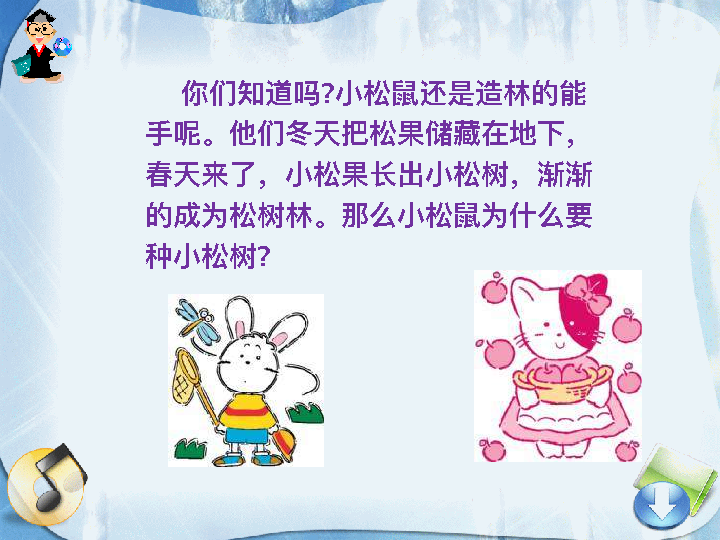 你们知道吗?小松鼠还是造林的能
手呢。他们冬天把松果储藏在地下，
春天来了，小松果长出小松树，渐渐
的成为松树林。那么小松鼠为什么要
种小松树?